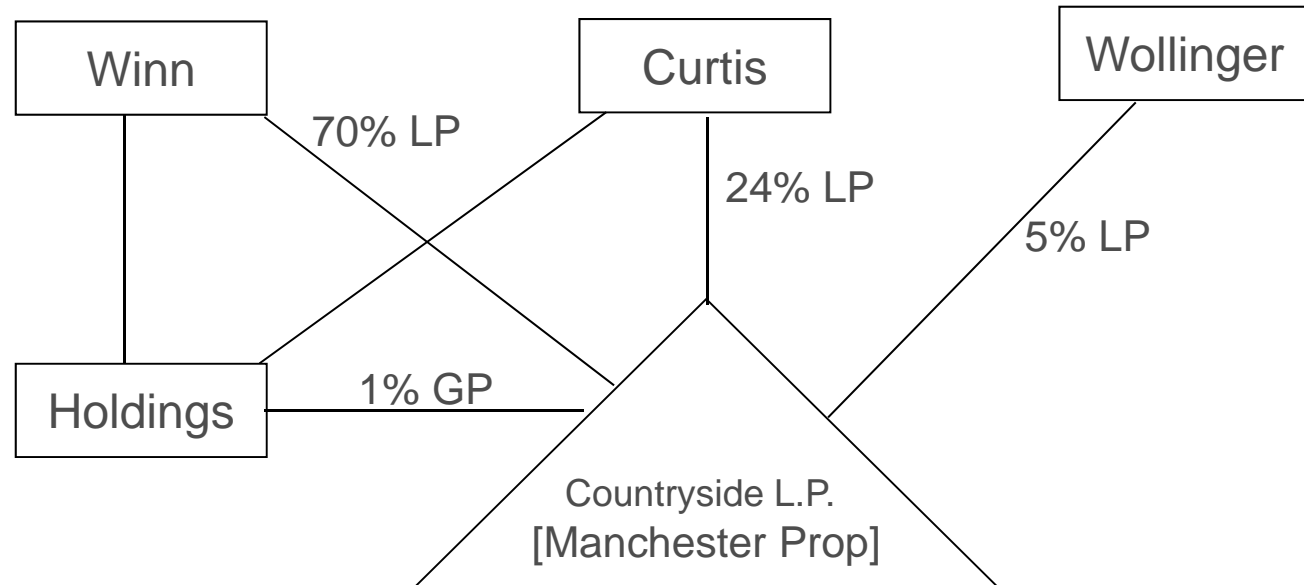 Winn
Curtis
Wollinger
70% LP
24% LP
5% LP
Holdings
1% GP
Countryside L.P.
[Manchester Prop]